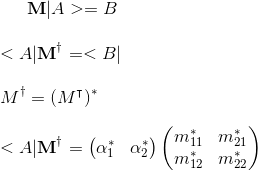 M|A >= B
< A|M† =< B|
M† = (Mᵀ)*
< A|M† = (α₁* α₂*) (m₁₁* m₂₁*
m₁₂* m₂₂*)